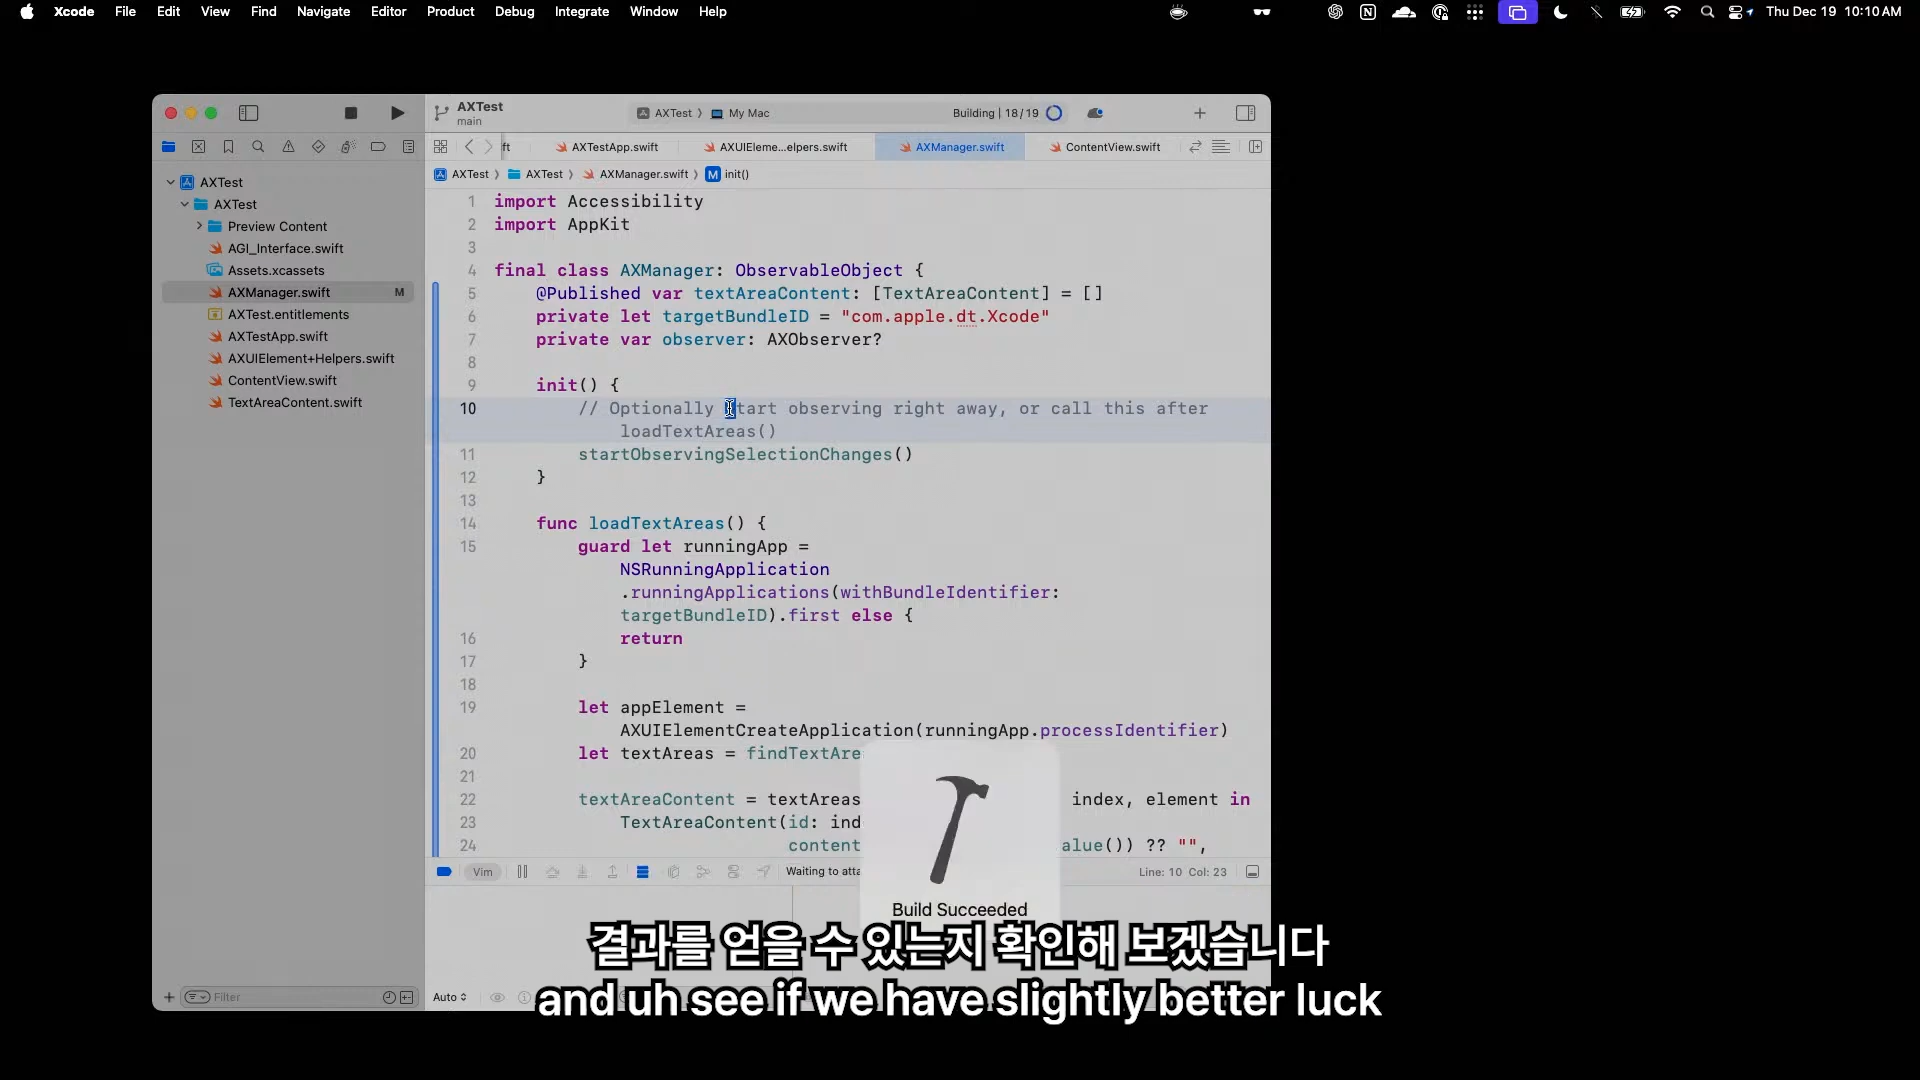 Xcode File Edit View Find Navigate Editor Product Debug Integrate Window Help Thu Dec 19 10:10 AM
AXTest
main
AXTest My Mac
Building | 18/19
ft AXTestApp.swift AXUIEleme...elpers.swift AXManager.swift ContentView.swift
AXTest AXTest AXManager.swift M init()
AXTest
AXTest
Preview Content
AGI_Interface.swift
Assets.xcassets
AXManager.swift M
AXTest.entitlements
AXTestApp.swift
AXUIElement+Helpers.swift
ContentView.swift
TextAreaContent.swift
1 import Accessibility
2 import AppKit
3
4 final class AXManager: ObservableObject {
5 @Published var textAreaContent: [TextAreaContent] = []
6 private let targetBundleID = "com.apple.dt.Xcode"
7 private var observer: AXObserver?
8
9 init() {
10 // Optionally start observing right away, or call this after
loadTextAreas()
11 startObservingSelectionChanges()
12 }
13
14 func loadTextAreas() {
15 guard let runningApp =
NSRunningApplication
.runningApplications(withBundleIdentifier:
targetBundleID).first else {
16 return
17 }
18
19 let appElement =
AXUIElementCreateApplication(runningApp.processIdentifier)
20 let textAreas = findTextAre
21
22 textAreaContent = textAreas index, element in
23 TextAreaContent(id: ind
24 content alue()) ?? "",
Vim Waiting to atta Line: 10 Col: 23
Build Succeeded
Filter
Auto
결과를 얻을 수 있는지 확인해 보겠습니다
and uh see if we have slightly better luck